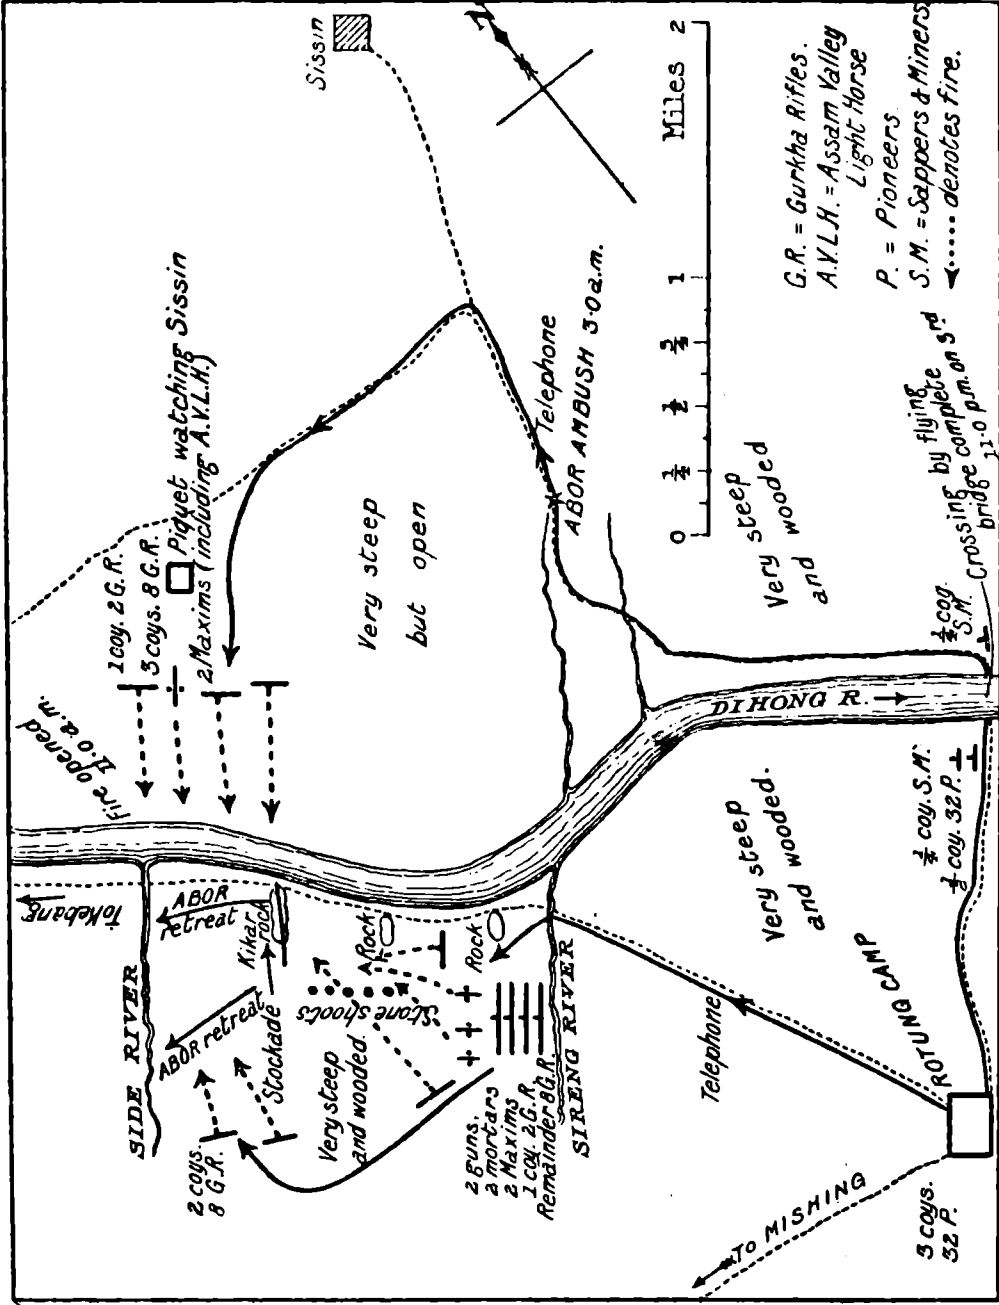 Sissin
Miles
2
1
3/4
1/2
1/4
0
G.R. = Gurkha Rifles.
A.V.L.H. = Assam Valley
Light Horse
P. = Pioneers
S.M. = Sappers & Miners
denotes fire.
Piquet watching Sissin
1 coy. 2 G.R.
3 coys. 8 G.R.
2 Maxims (including A.V.L.H.)
Fire opened
11.0 a.m.
Very steep
but open
Telephone
ABOR AMBUSH 3.0 a.m.
Very steep
and wooded
Crossing by flying
bridge complete
11.0 p.m. on 3rd
1/2 coy.
S.M.
DIHONG R.
To Kebang
ABOR
retreat
Kikar
rock
Rock
Rock
SIDE RIVER
ABOR retreat
Stockade
Stone shoots
Very steep
and wooded
2 coys.
8 G.R.
2 guns.
2 mortars
2 Maxims
1 coy. 2 G.R.
Remainder 8 G.R.
SIRENG RIVER
Very steep
and wooded.
Telephone
ROTUNG CAMP
coy. S.M.
1/2 coy. 32 P.
To MISHING
3 coys.
32 P.